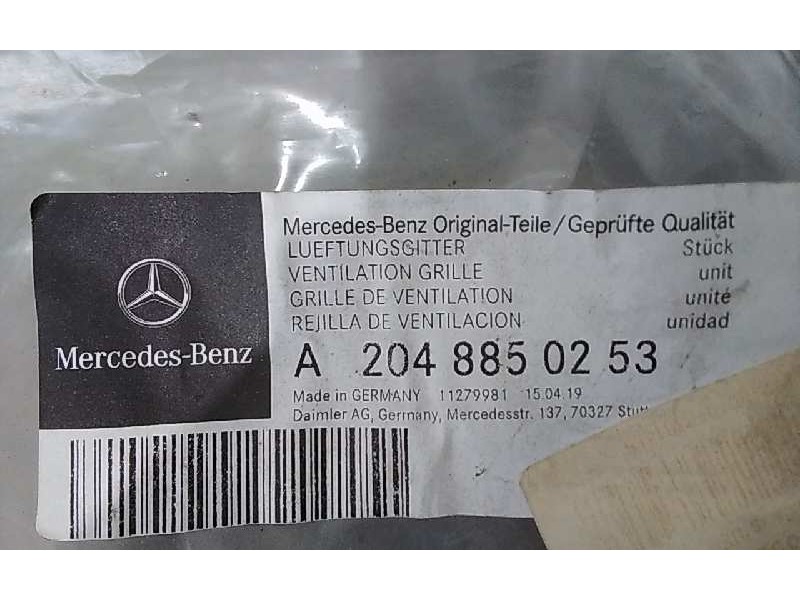 Mercedes-Benz Original-Teile/Geprüfte Qualität
LUEFTUNGSGITTER Stück
VENTILATION GRILLE unit
GRILLE DE VENTILATION unité
REJILLA DE VENTILACION unidad
Mercedes-Benz
A 204 885 02 53
Made in GERMANY 11279981 15.04.19
Daimler AG, Germany, Mercedesstr. 137, 70327